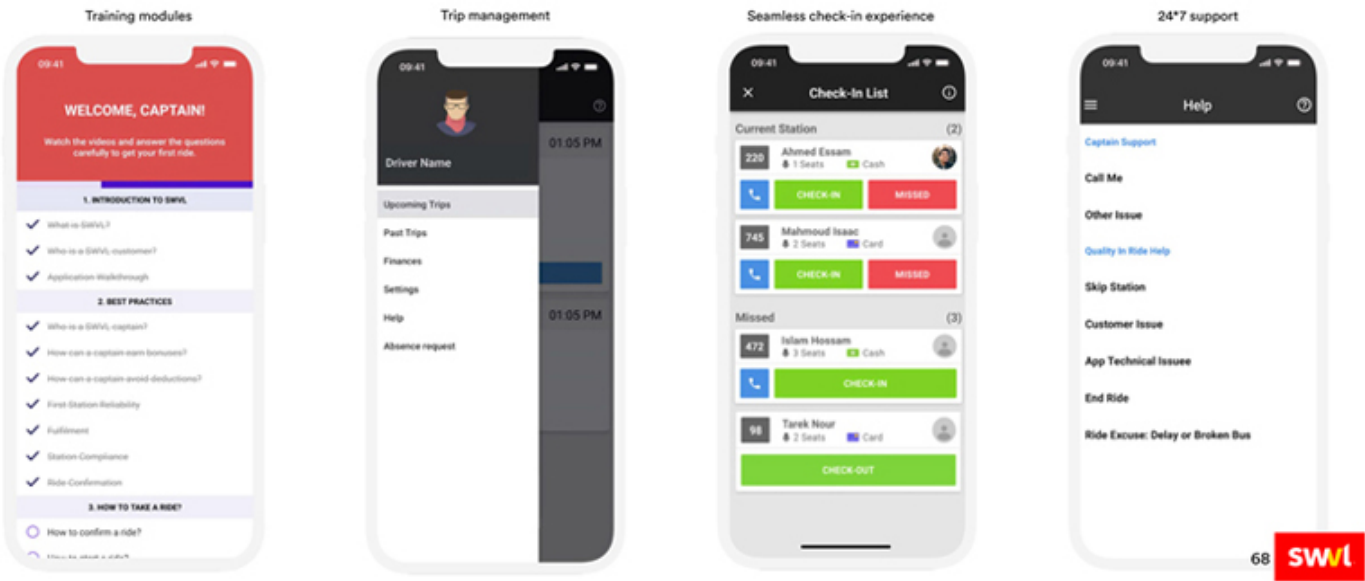 Training modules
09:41
WELCOME, CAPTAIN!
Watch the videos and answer the questions
carefully to get your first ride.
1. INTRODUCTION TO SWVL
What is SWVL?
Who is a SWVL customer?
Application Walkthrough
2. BEST PRACTICES
Who is a SWVL captain?
How can a captain earn bonuses?
How can a captain avoid deductions?
First Station Reliability
Fulfilment
Station Compliance
Ride Confirmation
3. HOW TO TAKE A RIDE?
How to confirm a ride?
How to start a ride?
Trip management
09:41
Driver Name
Upcoming Trips
Past Trips
Finances
Settings
Help
Absence request
01:05 PM
01:05 PM
Seamless check-in experience
09:41
Check-In List
Current Station (2)
220 Ahmed Essam
1 Seats Cash
CHECK-IN MISSED
745 Mahmoud Isaac
2 Seats Card
CHECK-IN MISSED
Missed (3)
472 Islam Hossam
3 Seats Cash
CHECK-IN
98 Tarek Nour
2 Seats Card
CHECK-OUT
24*7 support
09:41
Help
Captain Support
Call Me
Other Issue
Quality In Ride Help
Skip Station
Customer Issue
App Technical Issuee
End Ride
Ride Excuse: Delay or Broken Bus
68
swvl